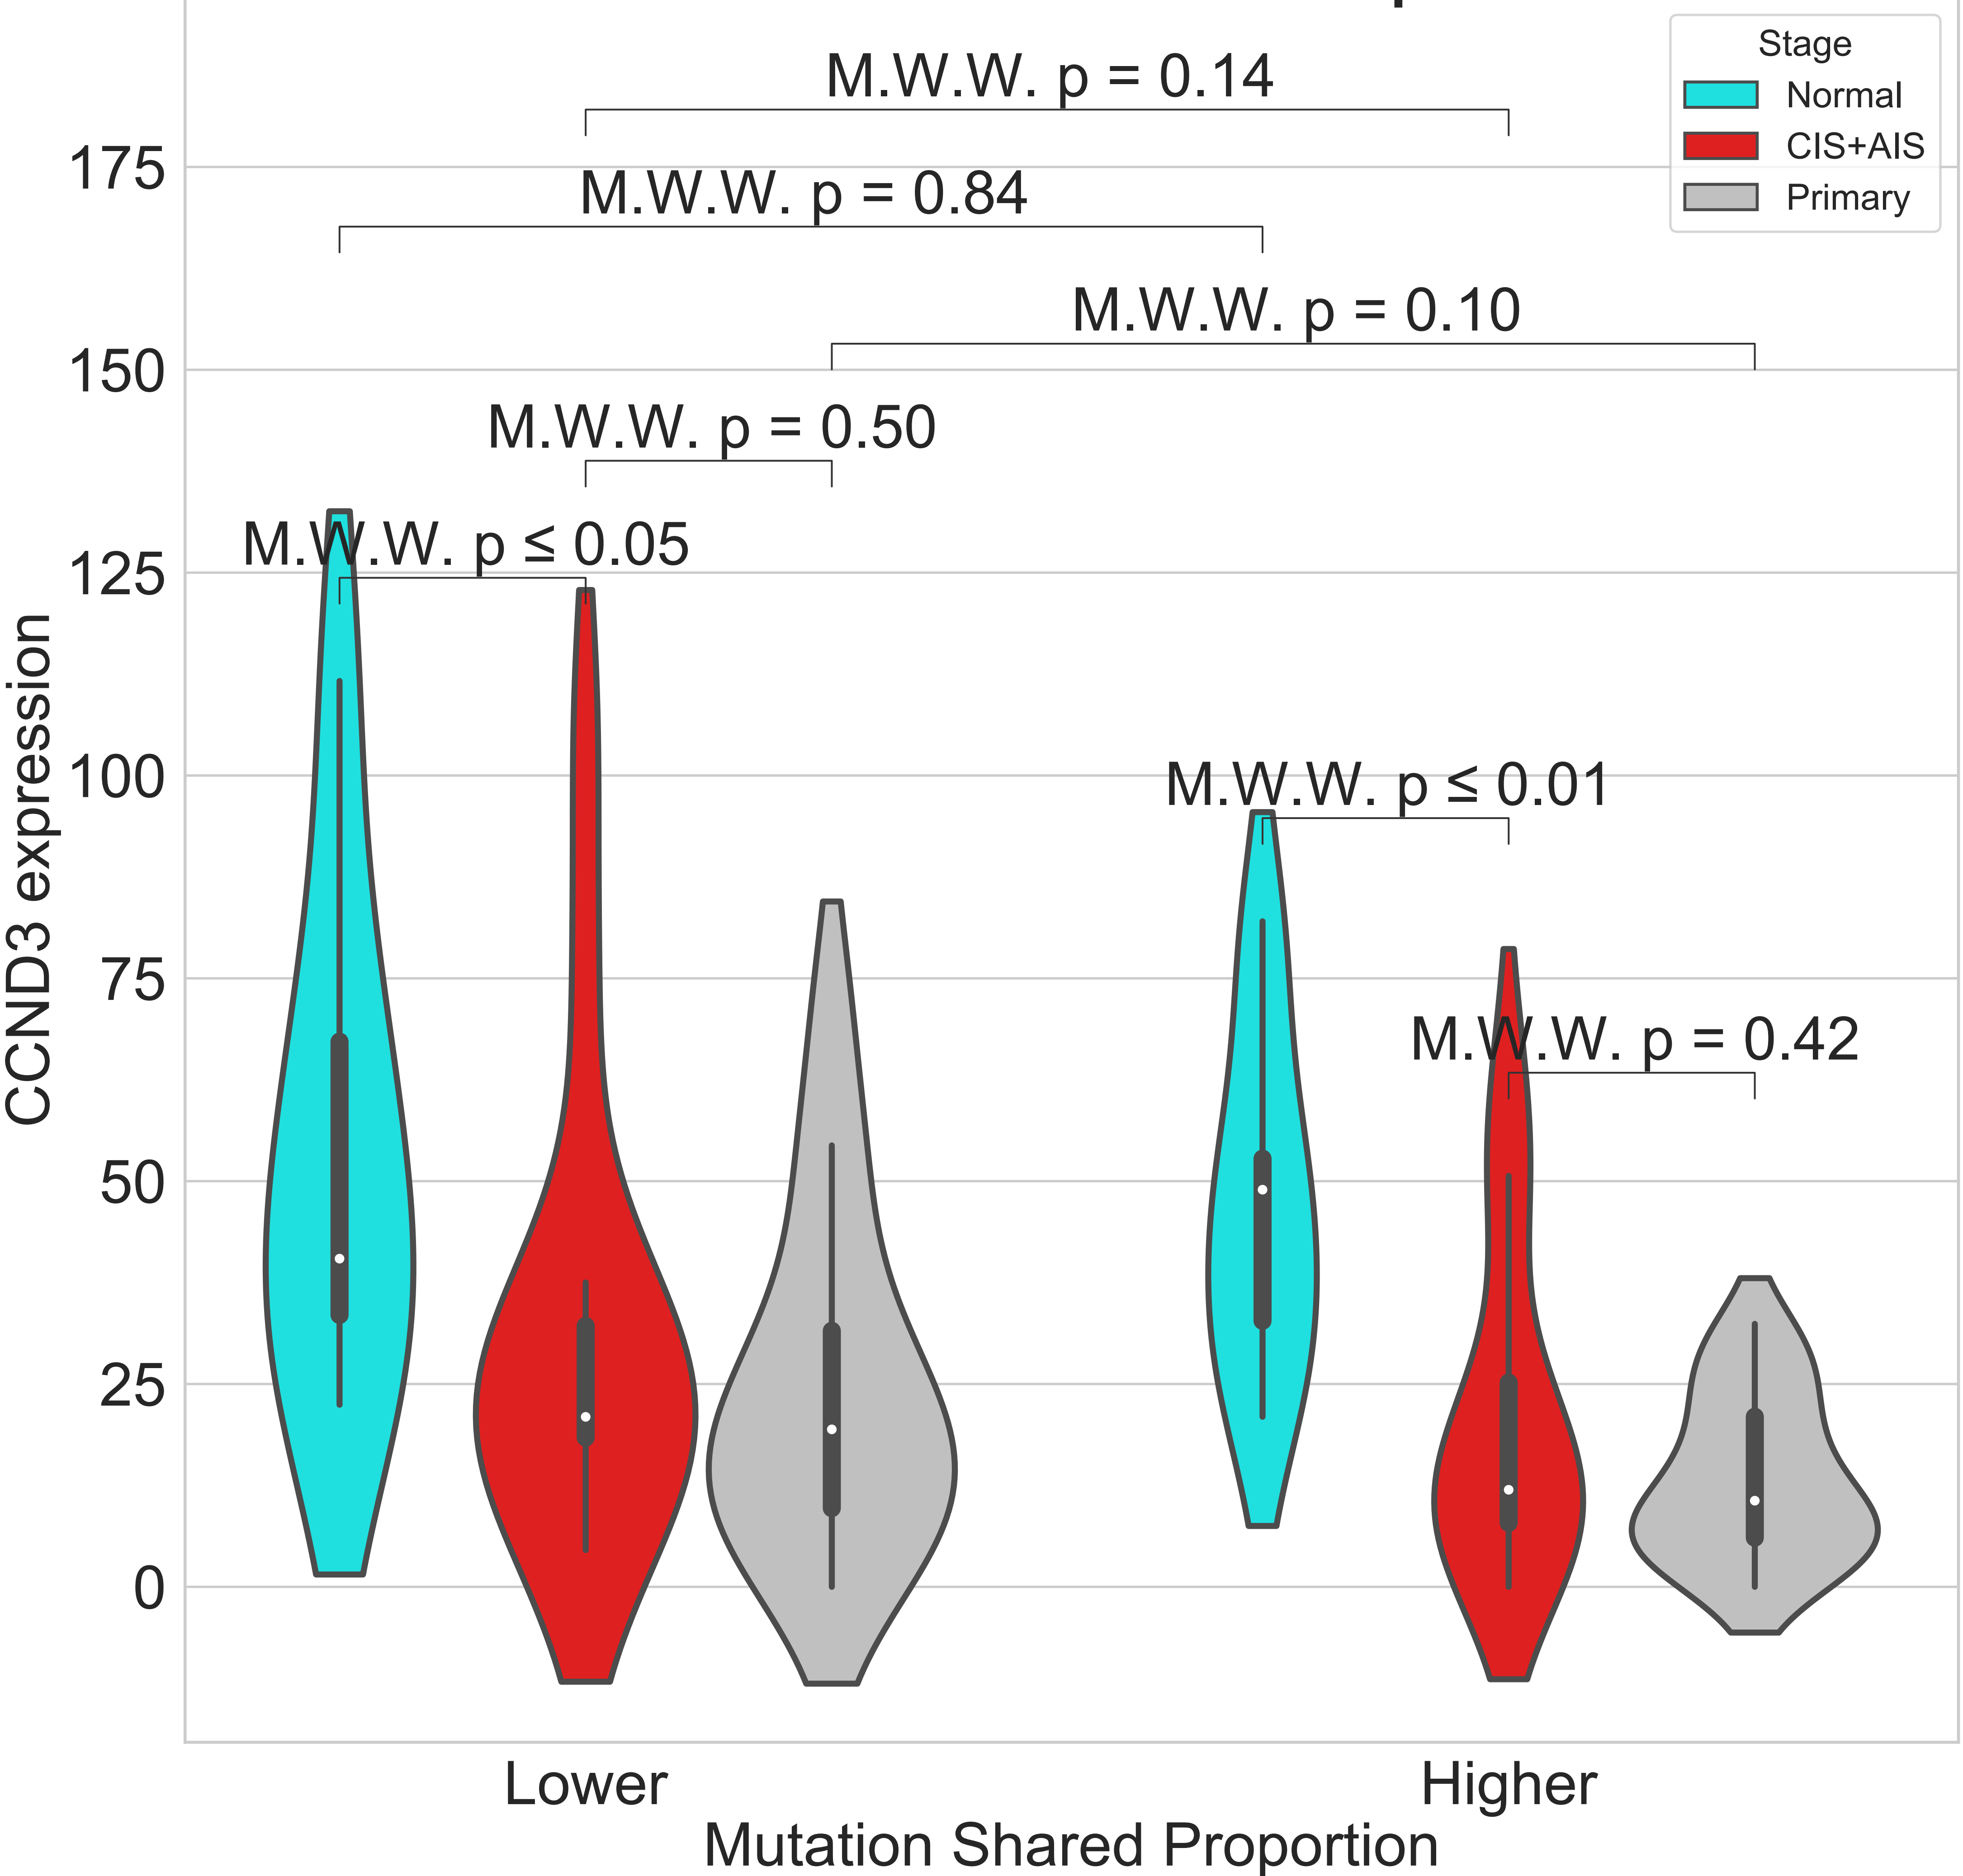 Stage
Normal
CIS+AIS
Primary
M.W.W. p = 0.14
M.W.W. p = 0.84
M.W.W. p = 0.10
M.W.W. p = 0.50
M.W.W. p ≤ 0.05
M.W.W. p ≤ 0.01
M.W.W. p = 0.42
175
150
125
100
75
50
25
0
CCND3 expression
Lower
Higher
Mutation Shared Proportion